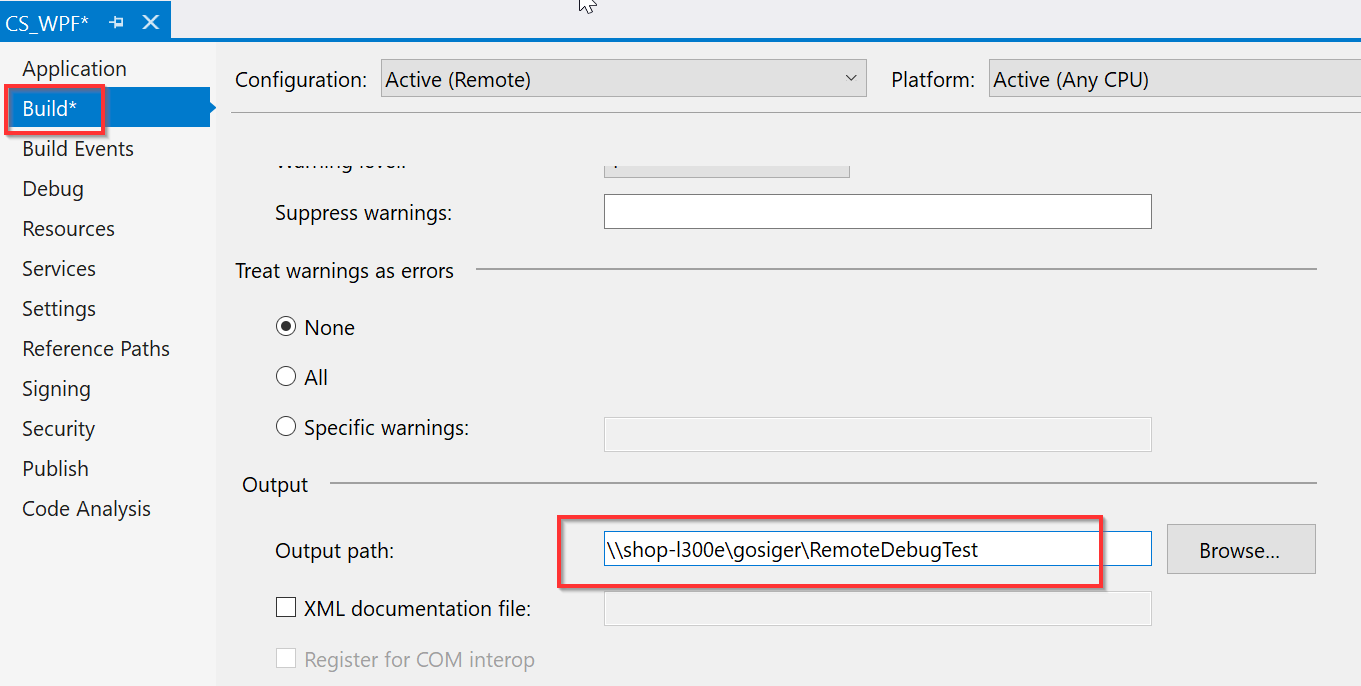 CS_WPF*
Application
Build*
Build Events
Debug
Resources
Services
Settings
Reference Paths
Signing
Security
Publish
Code Analysis
Configuration: Active (Remote) Platform: Active (Any CPU)
Warning level:
Suppress warnings:
Treat warnings as errors
None
All
Specific warnings:
Output
Output path: \\shop-l300e\gosiger\RemoteDebugTest Browse...
XML documentation file:
Register for COM interop